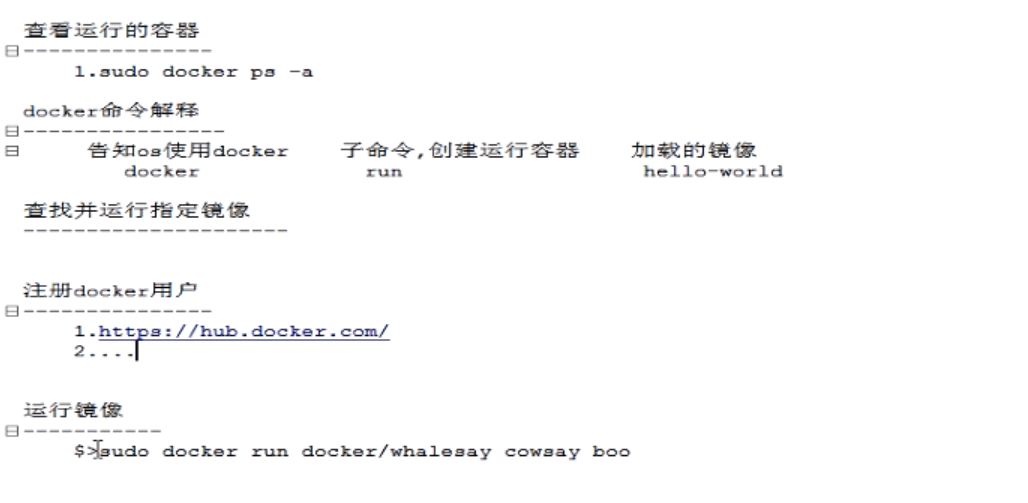 查看运行的容器
---------------
1.sudo docker ps -a
docker命令解释
----------------
告知os使用docker 子命令,创建运行容器 加载的镜像
docker run hello-world
查找并运行指定镜像
---------------------
注册docker用户
---------------
1.https://hub.docker.com/
2....
运行镜像
-----------
$>sudo docker run docker/whalesay cowsay boo